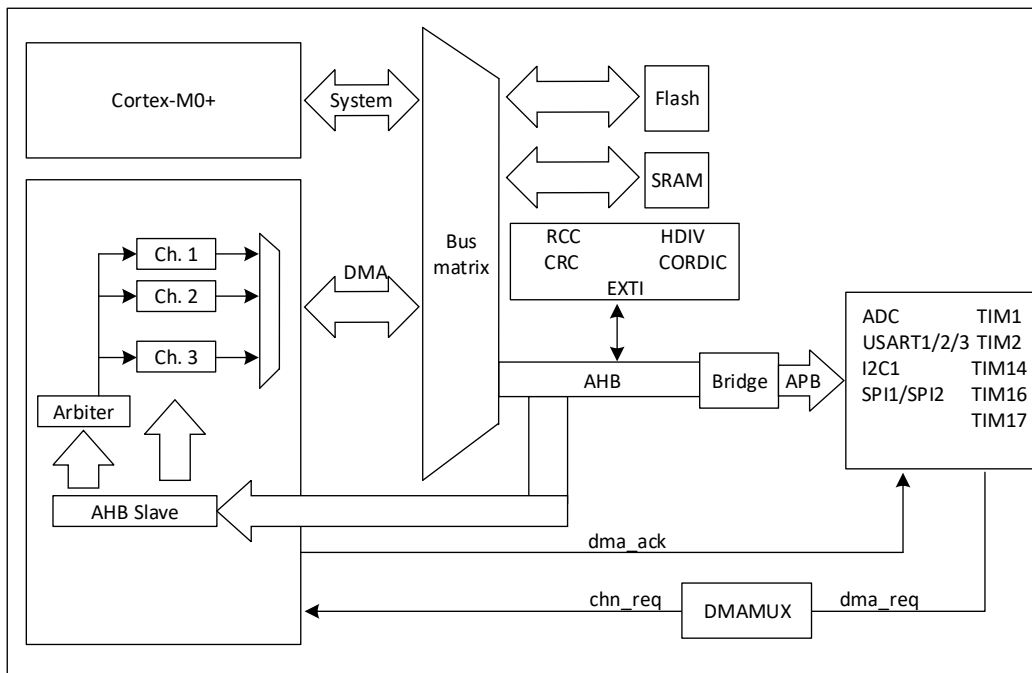 Cortex-M0+
System
Flash
SRAM
Bus
matrix
RCC HDIV
CRC CORDIC
EXTI
Ch. 1
Ch. 2
Ch. 3
DMA
Arbiter
AHB Slave
AHB
Bridge
APB
ADC TIM1
USART1/2/3 TIM2
I2C1 TIM14
SPI1/SPI2 TIM16
TIM17
dma_ack
chn_req
DMAMUX
dma_req